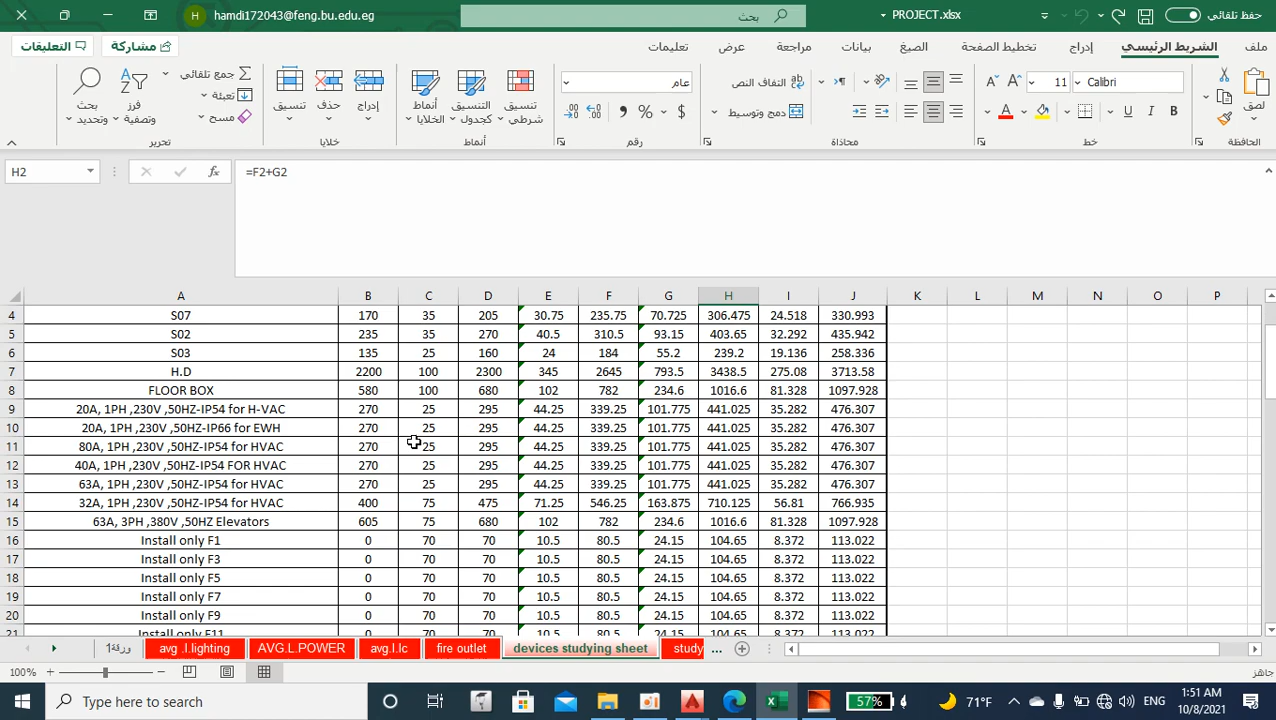 hamdi172043@feng.bu.edu.eg H بحث PROJECT.xlsx حفظ تلقائي
ملف الشريط الرئيسي إدراج تخطيط الصفحة الصيغ بيانات مراجعة عرض تعليمات مشاركة التعليقات
لصق Calibri 11 التفاف النص عام تنسيق شرطي التنسيق كجدول أنماط الخلايا إدراج حذف تنسيق جمع تلقائي فرز وتصفية بحث وتحديد
B I U A دمج وتوسيط $ % تعبئة
مسح
الحافظة خط محاذاة رقم أنماط خلايا تحرير
H2 fx =F2+G2
A B C D E F G H I J K L M N O P
4 S07 170 35 205 30.75 235.75 70.725 306.475 24.518 330.993
5 S02 235 35 270 40.5 310.5 93.15 403.65 32.292 435.942
6 S03 135 25 160 24 184 55.2 239.2 19.136 258.336
7 H.D 2200 100 2300 345 2645 793.5 3438.5 275.08 3713.58
8 FLOOR BOX 580 100 680 102 782 234.6 1016.6 81.328 1097.928
9 20A, 1PH ,230V ,50HZ-IP54 for H-VAC 270 25 295 44.25 339.25 101.775 441.025 35.282 476.307
10 20A, 1PH ,230V ,50HZ-IP66 for EWH 270 25 295 44.25 339.25 101.775 441.025 35.282 476.307
11 80A, 1PH ,230V ,50HZ-IP54 for HVAC 270 25 295 44.25 339.25 101.775 441.025 35.282 476.307
12 40A, 1PH ,230V ,50HZ-IP54 FOR HVAC 270 25 295 44.25 339.25 101.775 441.025 35.282 476.307
13 63A, 1PH ,230V ,50HZ-IP54 for HVAC 270 25 295 44.25 339.25 101.775 441.025 35.282 476.307
14 32A, 1PH ,230V ,50HZ-IP54 for HVAC 400 75 475 71.25 546.25 163.875 710.125 56.81 766.935
15 63A, 3PH ,380V ,50HZ Elevators 605 75 680 102 782 234.6 1016.6 81.328 1097.928
16 Install only F1 0 70 70 10.5 80.5 24.15 104.65 8.372 113.022
17 Install only F3 0 70 70 10.5 80.5 24.15 104.65 8.372 113.022
18 Install only F5 0 70 70 10.5 80.5 24.15 104.65 8.372 113.022
19 Install only F7 0 70 70 10.5 80.5 24.15 104.65 8.372 113.022
20 Install only F9 0 70 70 10.5 80.5 24.15 104.65 8.372 113.022
21 Install only F11 0 70 70 10.5 80.5 24.15 104.65 8.372 113.022
ورقة1 avg .l.lighting AVG.L.POWER avg.l.lc fire outlet devices studying sheet study ...
100% جاهز
Type here to search 57% 71°F ENG 1:51 AM
10/8/2021